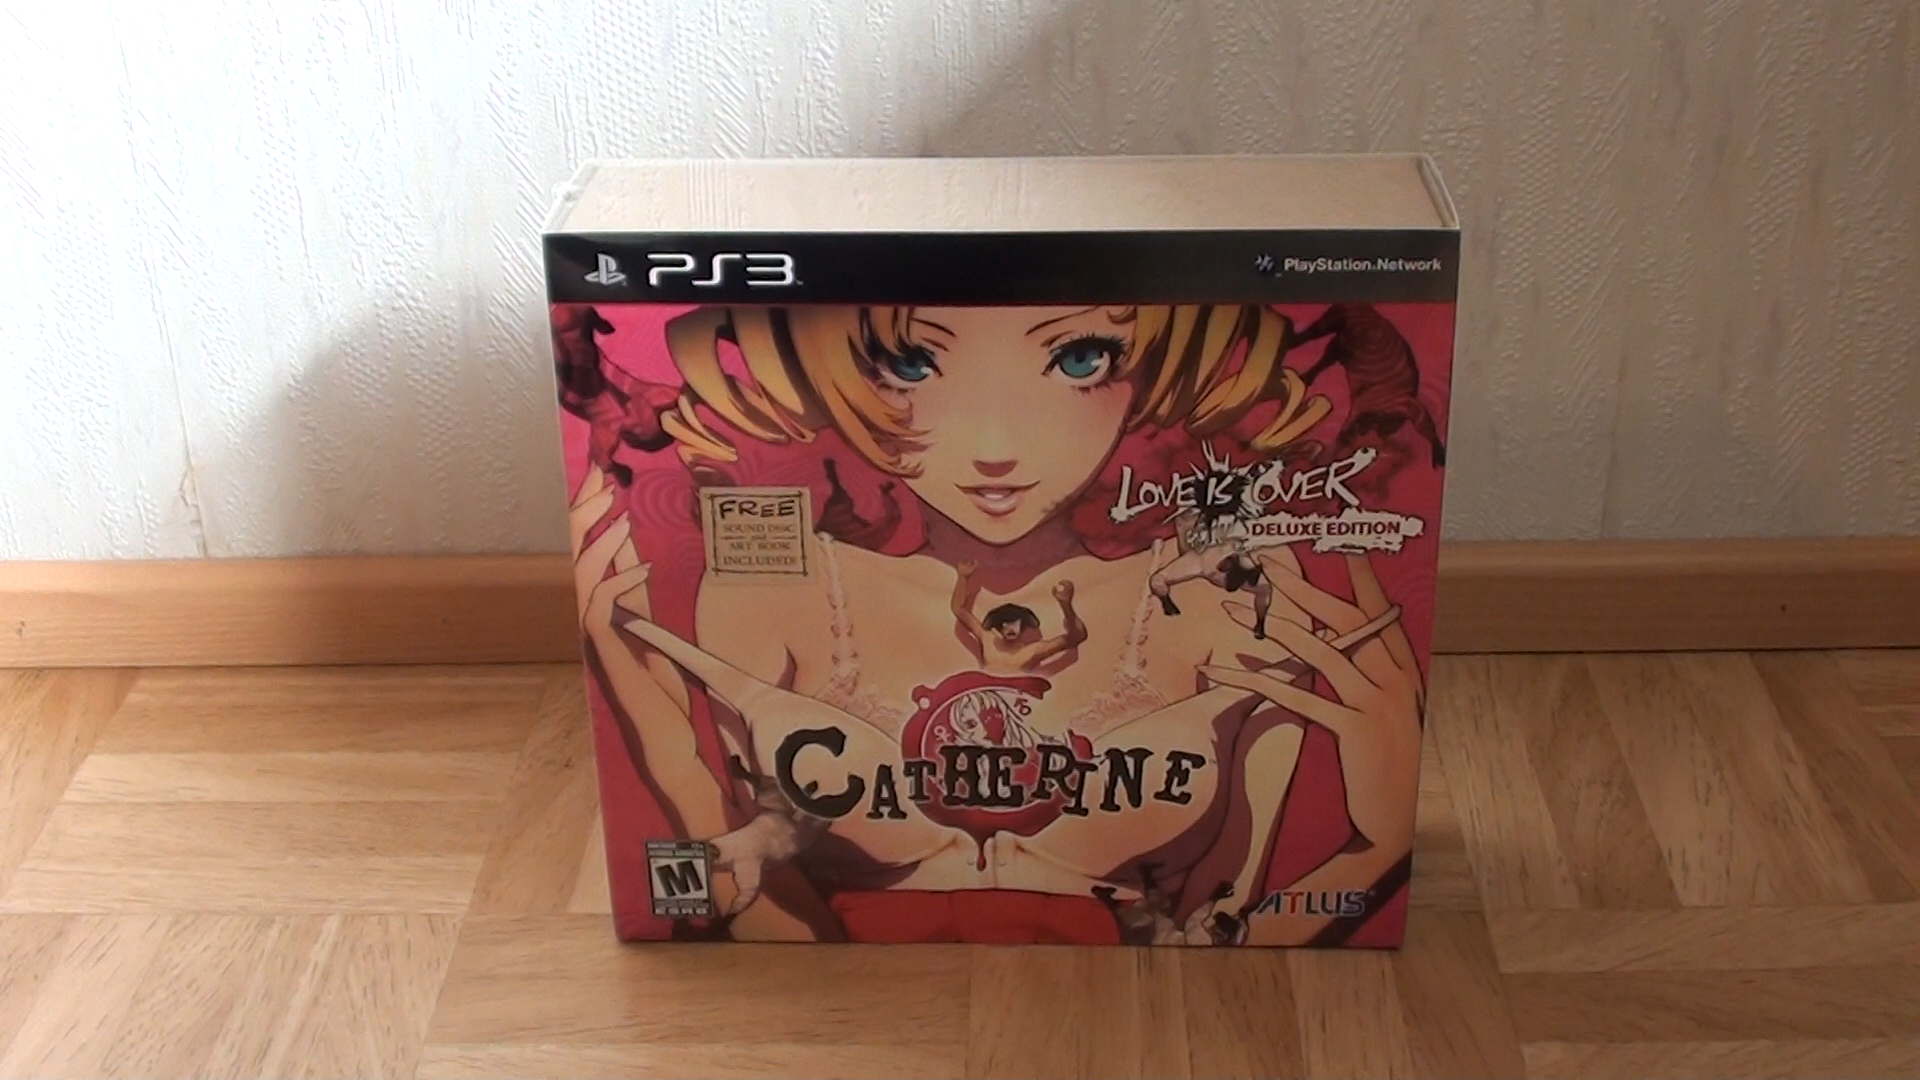 PS3
PlayStation Network
LOVE IS OVER
DELUXE EDITION
FREE
SOUND DISC
and
ART BOOK
INCLUDED!
CATHERINE
M
ATLUS